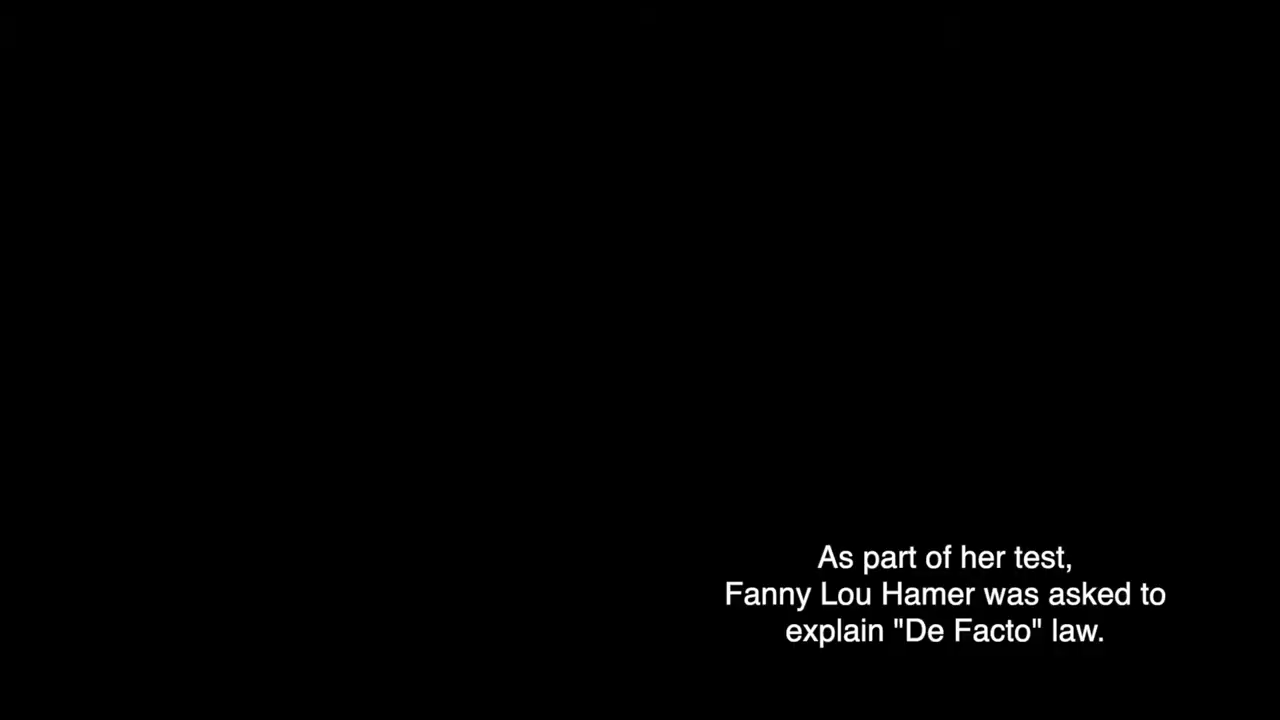 As part of her test,
Fanny Lou Hamer was asked to
explain "De Facto" law.